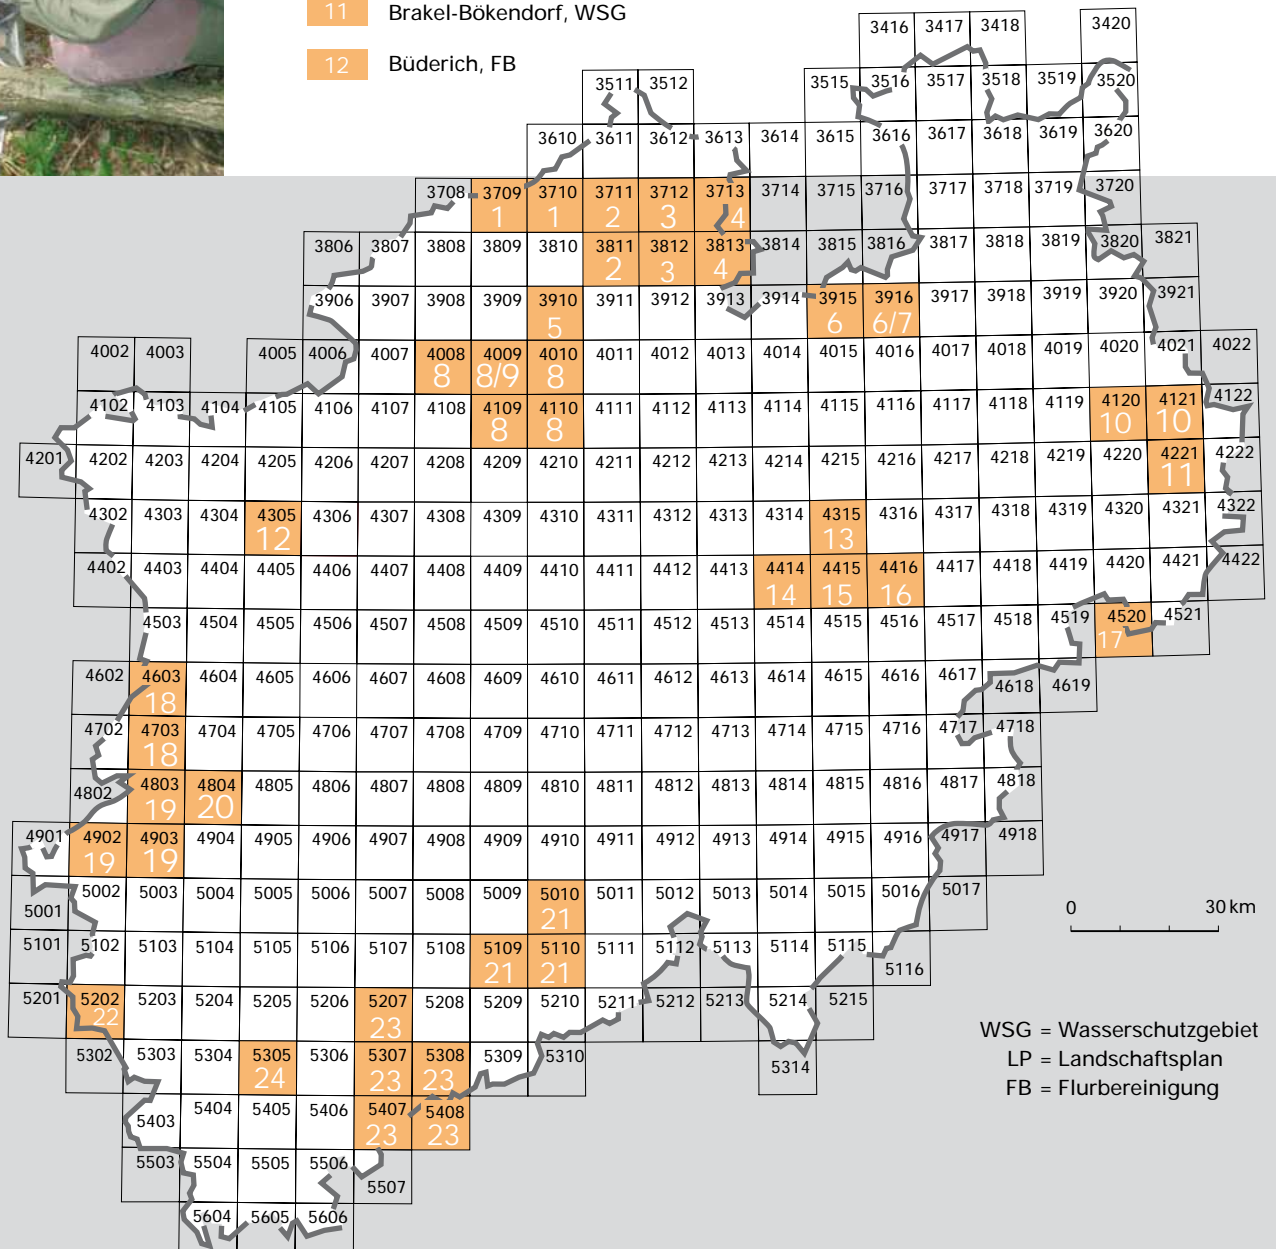 11 Brakel-Bökendorf, WSG
12 Büderich, FB
3416 3417 3418 3420
3511 3512 3515 3516 3517 3518 3519 3520
3610 3611 3612 3613 3614 3615 3616 3617 3618 3619 3620
3708 3709 3710 3711 3712 3713 3714 3715 3716 3717 3718 3719 3720
1 1 2 3 4
3806 3807 3808 3809 3810 3811 3812 3813 3814 3815 3816 3817 3818 3819 3820 3821
2 3 4
3906 3907 3908 3909 3910 3911 3912 3913 3914 3915 3916 3917 3918 3919 3920 3921
5 6 6/7
4002 4003 4005 4006 4007 4008 4009 4010 4011 4012 4013 4014 4015 4016 4017 4018 4019 4020 4021 4022
8 8/9 8
4102 4103 4104 4105 4106 4107 4108 4109 4110 4111 4112 4113 4114 4115 4116 4117 4118 4119 4120 4121 4122
8 8 10 10
4201 4202 4203 4204 4205 4206 4207 4208 4209 4210 4211 4212 4213 4214 4215 4216 4217 4218 4219 4220 4221 4222
11
4302 4303 4304 4305 4306 4307 4308 4309 4310 4311 4312 4313 4314 4315 4316 4317 4318 4319 4320 4321 4322
12 13
4402 4403 4404 4405 4406 4407 4408 4409 4410 4411 4412 4413 4414 4415 4416 4417 4418 4419 4420 4421 4422
14 15 16
4503 4504 4505 4506 4507 4508 4509 4510 4511 4512 4513 4514 4515 4516 4517 4518 4519 4520 4521
17
4602 4603 4604 4605 4606 4607 4608 4609 4610 4611 4612 4613 4614 4615 4616 4617 4618 4619
18
4702 4703 4704 4705 4706 4707 4708 4709 4710 4711 4712 4713 4714 4715 4716 4717 4718
18
4802 4803 4804 4805 4806 4807 4808 4809 4810 4811 4812 4813 4814 4815 4816 4817 4818
19 20
4901 4902 4903 4904 4905 4906 4907 4908 4909 4910 4911 4912 4913 4914 4915 4916 4917 4918
19 19
5001 5002 5003 5004 5005 5006 5007 5008 5009 5010 5011 5012 5013 5014 5015 5016 5017
21
0 30 km
5101 5102 5103 5104 5105 5106 5107 5108 5109 5110 5111 5112 5113 5114 5115 5116
21 21
5201 5202 5203 5204 5205 5206 5207 5208 5209 5210 5211 5212 5213 5214 5215
22 23
WSG = Wasserschutzgebiet
LP = Landschaftsplan
FB = Flurbereinigung
5302 5303 5304 5305 5306 5307 5308 5309 5310 5314
24 23 23
5403 5404 5405 5406 5407 5408
23 23
5503 5504 5505 5506 5507
5604 5605 5606